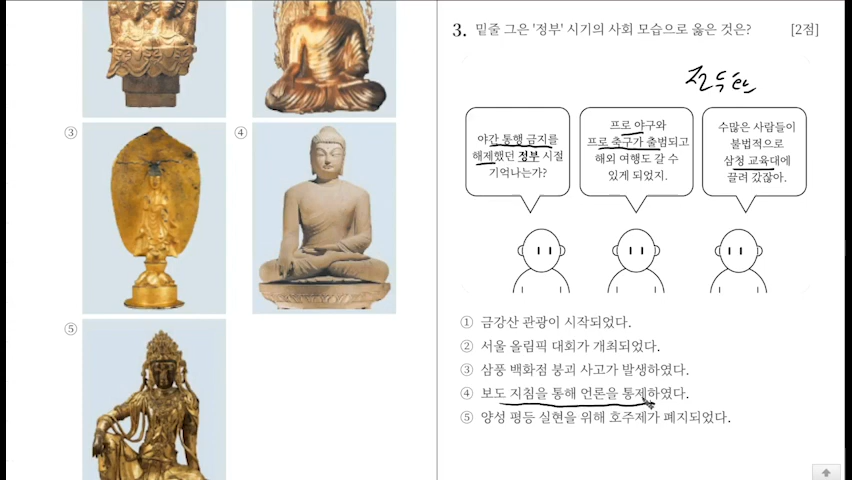 ③
④
⑤
3. 밑줄 그은 '정부' 시기의 사회 모습으로 옳은 것은? [2점]
전두환
야간 통행 금지를
해제했던 정부 시절
기억나는가?
프로 야구와
프로 축구가 출범되고
해외 여행도 갈 수
있게 되었지.
수많은 사람들이
불법적으로
삼청 교육대에
끌려 갔잖아.
① 금강산 관광이 시작되었다.
② 서울 올림픽 대회가 개최되었다.
③ 삼풍 백화점 붕괴 사고가 발생하였다.
④ 보도 지침을 통해 언론을 통제하였다.
⑤ 양성 평등 실현을 위해 호주제가 폐지되었다.